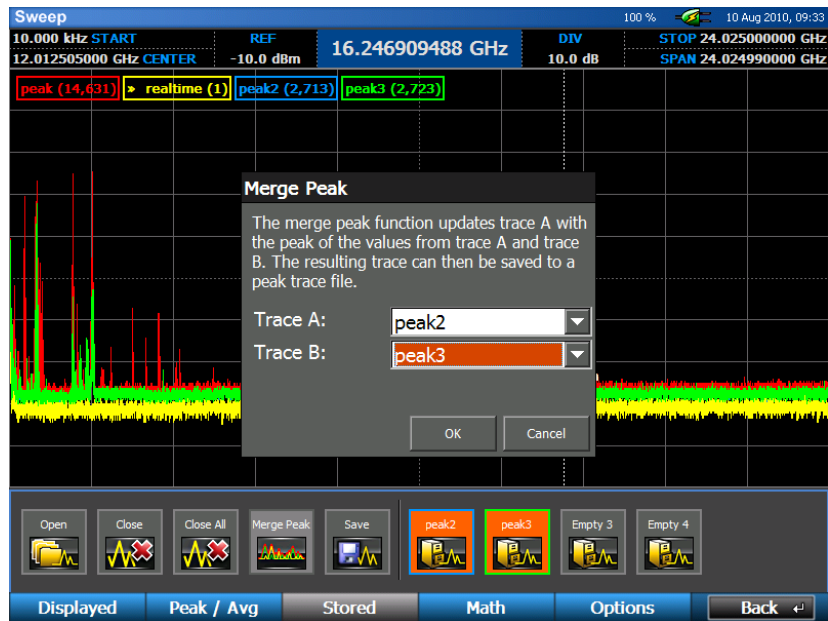 Sweep 100 % 10 Aug 2010, 09:33
10.000 kHz START REF 16.246909488 GHz DIV STOP 24.025000000 GHz
12.012505000 GHz CENTER -10.0 dBm 10.0 dB SPAN 24.024990000 GHz
peak (14,631) » realtime (1) peak2 (2,713) peak3 (2,723)
Merge Peak
The merge peak function updates trace A with
the peak of the values from trace A and trace
B. The resulting trace can then be saved to a
peak trace file.
Trace A: peak2
Trace B: peak3
OK Cancel
Open Close Close All Merge Peak Save peak2 peak3 Empty 3 Empty 4
Displayed Peak / Avg Stored Math Options Back ↵